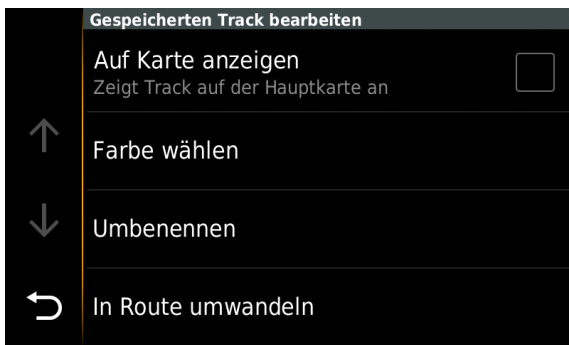 Gespeicherten Track bearbeiten
Auf Karte anzeigen
Zeigt Track auf der Hauptkarte an
Farbe wählen
Umbenennen
In Route umwandeln